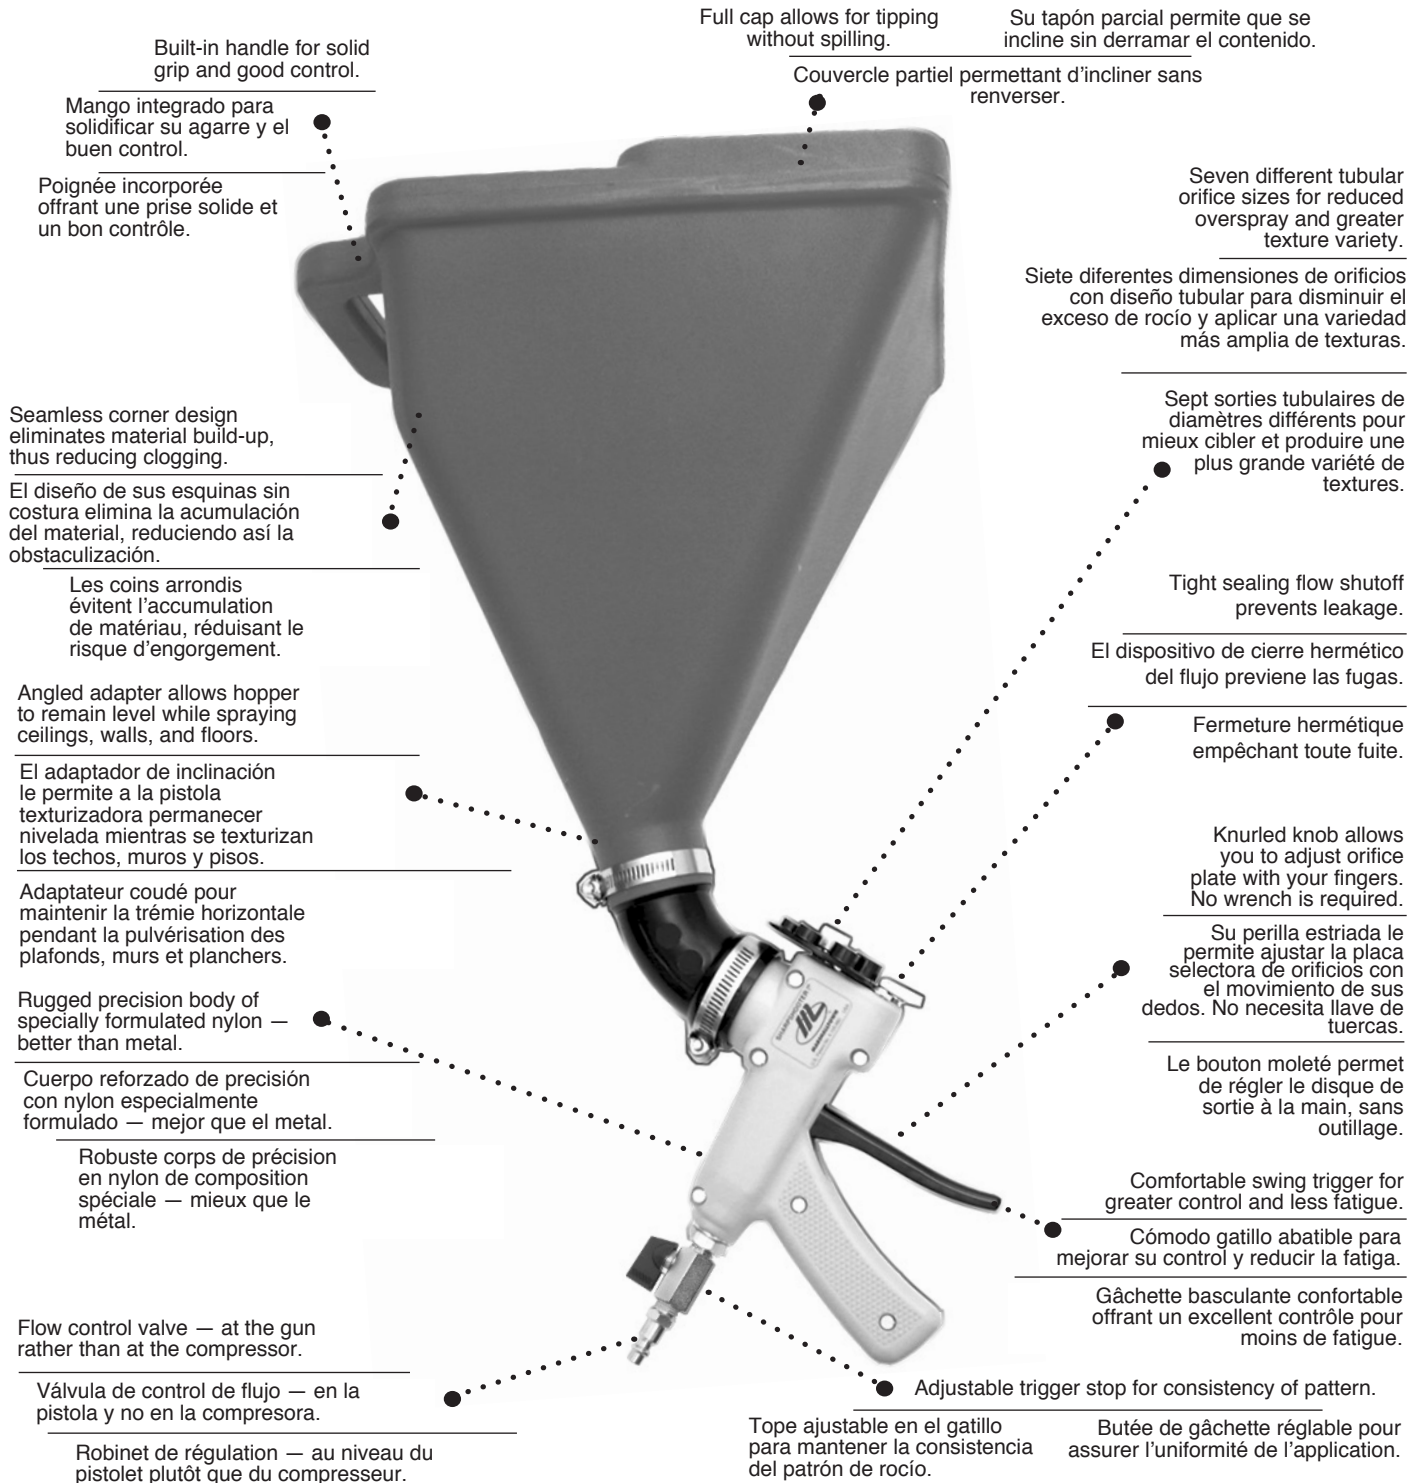 Full cap allows for tipping
without spilling.
Su tapón parcial permite que se
incline sin derramar el contenido.
Couvercle partiel permettant d’incliner sans
renverser.
Built-in handle for solid
grip and good control.
Mango integrado para
solidificar su agarre y el
buen control.
Poignée incorporée
offrant une prise solide et
un bon contrôle.
Seamless corner design
eliminates material build-up,
thus reducing clogging.
El diseño de sus esquinas sin
costura elimina la acumulación
del material, reduciendo así la
obstaculización.
Les coins arrondis
évitent l’accumulation
de matériau, réduisant le
risque d’engorgement.
Angled adapter allows hopper
to remain level while spraying
ceilings, walls, and floors.
El adaptador de inclinación
le permite a la pistola
texturizadora permanecer
nivelada mientras se texturizan
los techos, muros y pisos.
Adaptateur coudé pour
maintenir la trémie horizontale
pendant la pulvérisation des
plafonds, murs et planchers.
Rugged precision body of
specially formulated nylon —
better than metal.
Cuerpo reforzado de precisión
con nylon especialmente
formulado — mejor que el metal.
Robuste corps de précision
en nylon de composition
spéciale — mieux que le
métal.
Flow control valve — at the gun
rather than at the compressor.
Válvula de control de flujo — en la
pistola y no en la compresora.
Robinet de régulation — au niveau du
pistolet plutôt que du compresseur.
Seven different tubular
orifice sizes for reduced
overspray and greater
texture variety.
Siete diferentes dimensiones de orificios
con diseño tubular para disminuir el
exceso de rocío y aplicar una variedad
más amplia de texturas.
Sept sorties tubulaires de
diamètres différents pour
mieux cibler et produire une
plus grande variété de
textures.
Tight sealing flow shutoff
prevents leakage.
El dispositivo de cierre hermético
del flujo previene las fugas.
Fermeture hermétique
empêchant toute fuite.
Knurled knob allows
you to adjust orifice
plate with your fingers.
No wrench is required.
Su perilla estriada le
permite ajustar la placa
selectora de orificios con
el movimiento de sus
dedos. No necesita llave de
tuercas.
Le bouton moleté permet
de régler le disque de
sortie à la main, sans
outillage.
Comfortable swing trigger for
greater control and less fatigue.
Cómodo gatillo abatible para
mejorar su control y reducir la fatiga.
Gâchette basculante confortable
offrant un excellent contrôle pour
moins de fatigue.
Adjustable trigger stop for consistency of pattern.
Tope ajustable en el gatillo
para mantener la consistencia
del patrón de rocío.
Butée de gâchette réglable pour
assurer l’uniformité de l’application.